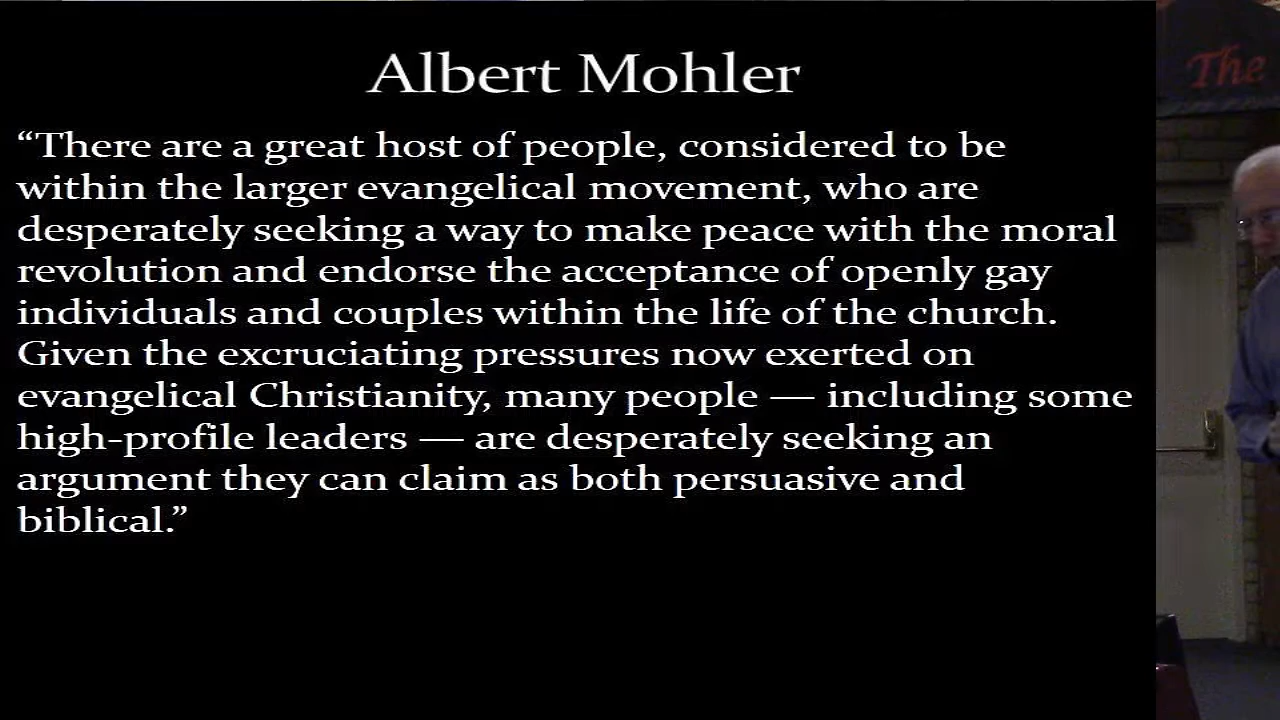 Albert Mohler
“There are a great host of people, considered to be
within the larger evangelical movement, who are
desperately seeking a way to make peace with the moral
revolution and endorse the acceptance of openly gay
individuals and couples within the life of the church.
Given the excruciating pressures now exerted on
evangelical Christianity, many people — including some
high-profile leaders — are desperately seeking an
argument they can claim as both persuasive and
biblical.”
The